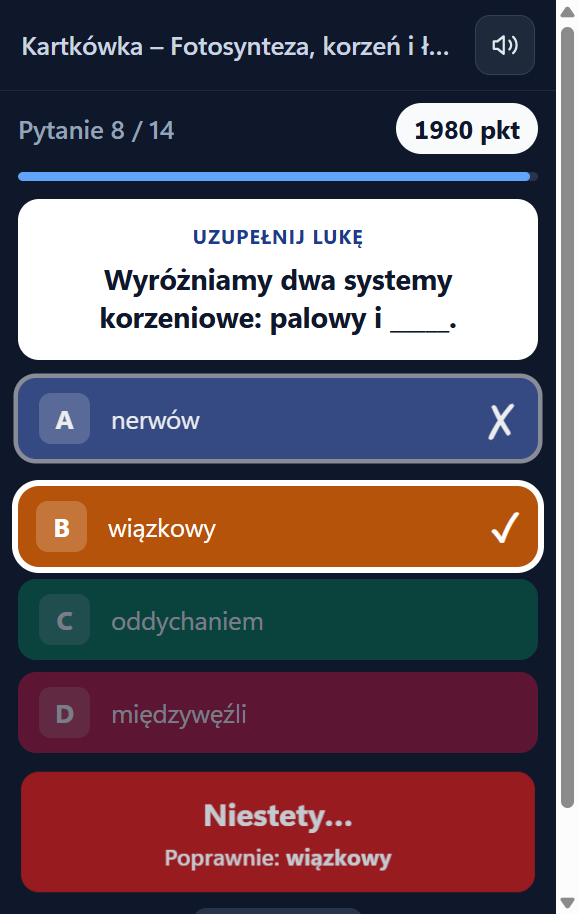 Kartkówka – Fotosynteza, korzeń i ł...
Pytanie 8 / 14
1980 pkt
UZUPEŁNIJ LUKĘ
Wyróżniamy dwa systemy
korzeniowe: palowy i _____.
A nerwów ✗
B wiązkowy ✓
C oddychaniem
D międzywęźli
Niestety...
Poprawnie: wiązkowy